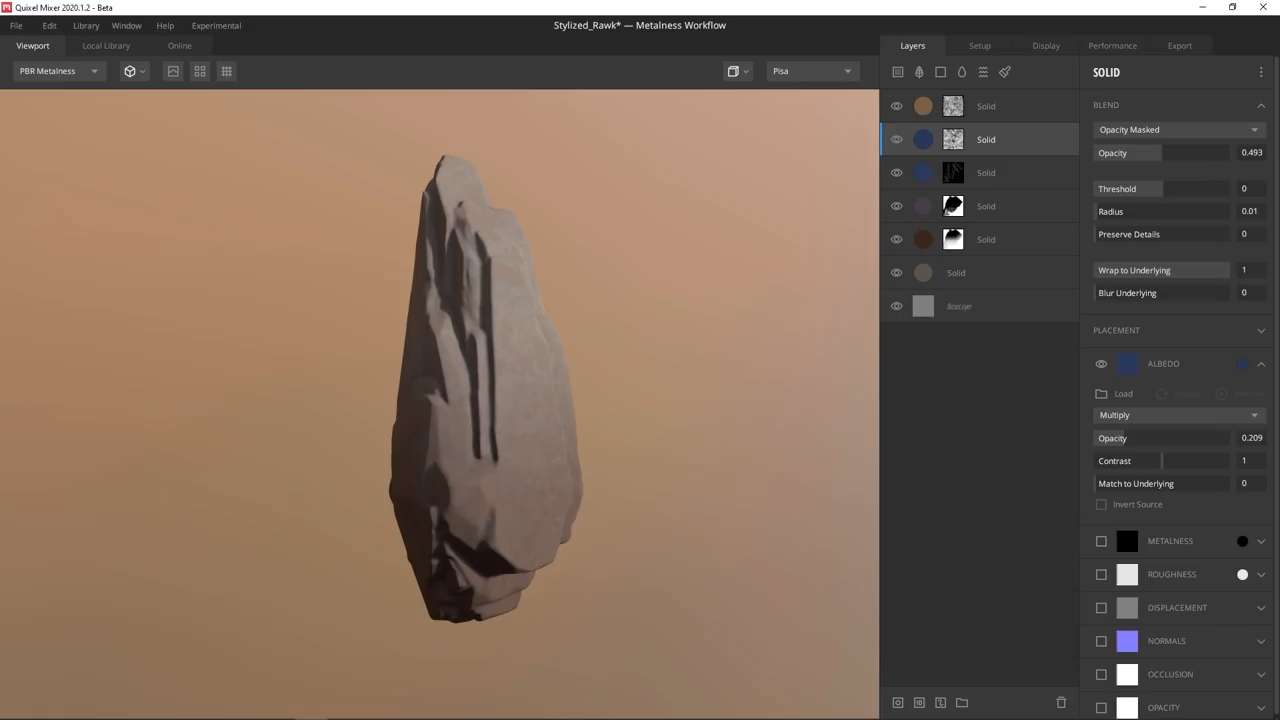 Quixel Mixer 2020.1.2 - Beta
File Edit Library Window Help Experimental
Stylized_Rawk* — Metalness Workflow
Viewport Local Library Online
PBR Metalness
Pisa
Layers Setup Display Performance Export
Solid
Solid
Solid
Solid
Solid
Solid
BaseLayer
SOLID
BLEND
Opacity Masked
Opacity 0.493
Threshold 0
Radius 0.01
Preserve Details 0
Wrap to Underlying 1
Blur Underlying 0
PLACEMENT
ALBEDO
Load
Multiply
Opacity 0.209
Contrast 1
Match to Underlying 0
Invert Source
METALNESS
ROUGHNESS
DISPLACEMENT
NORMALS
OCCLUSION
OPACITY